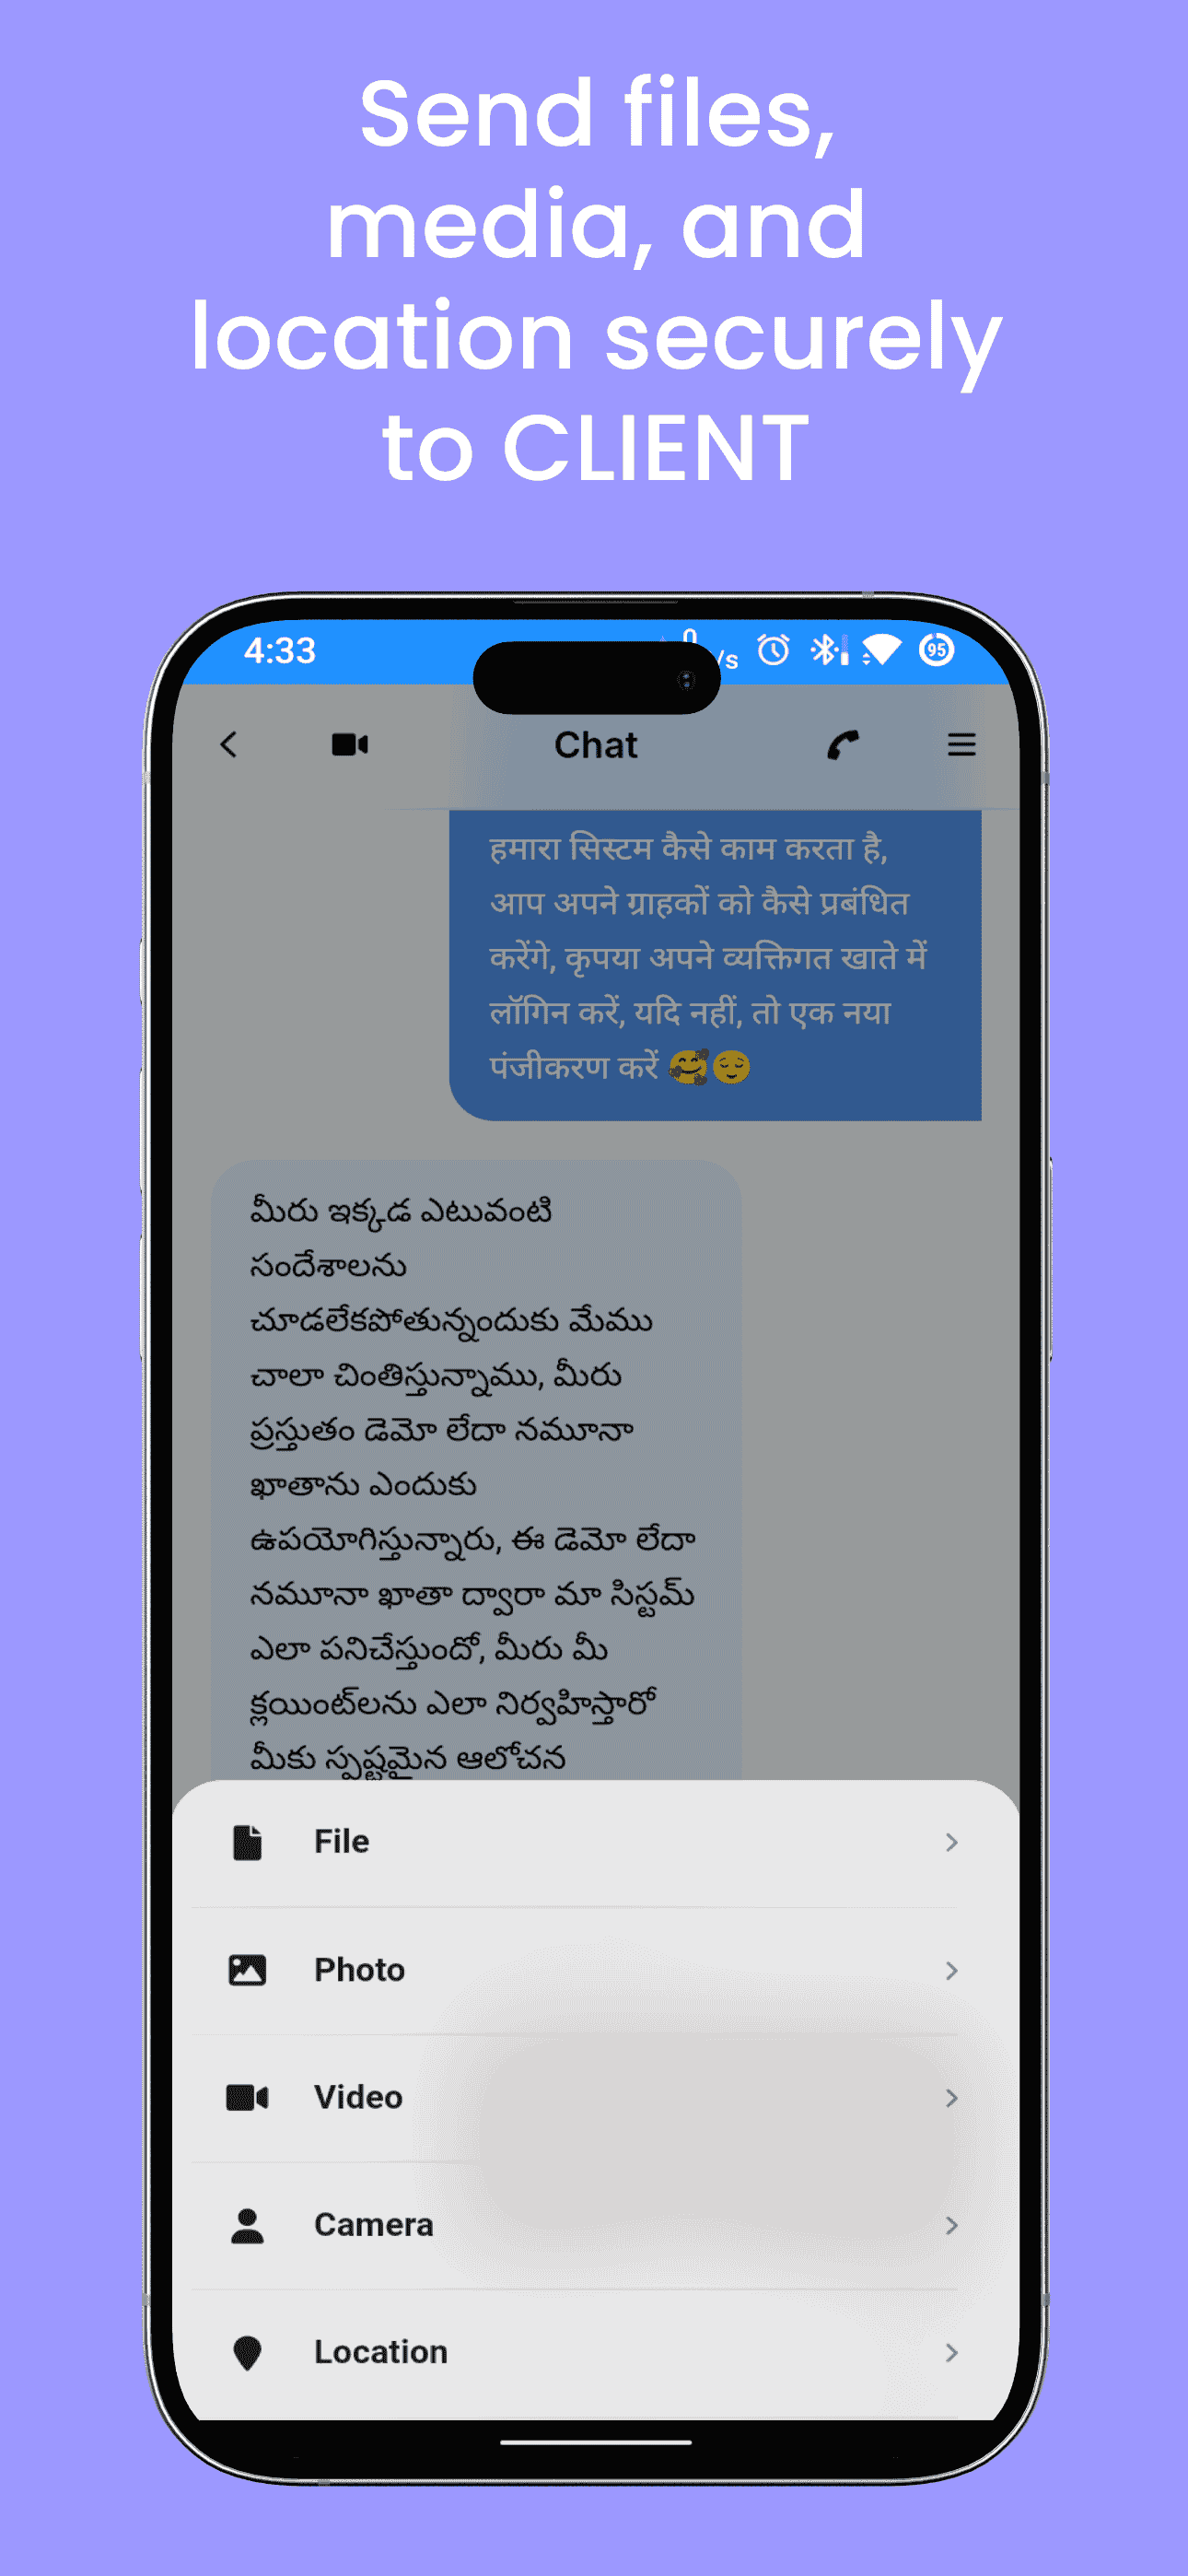 Send files,
media, and
location securely
to CLIENT
4:33
/s
95
Chat
हमारा सिस्टम कैसे काम करता है,
आप अपने ग्राहकों को कैसे प्रबंधित
करेंगे, कृपया अपने व्यक्तिगत खाते में
लॉगिन करें, यदि नहीं, तो एक नया
पंजीकरण करें 🥰😌
మీరు ఇక్కడ ఎటువంటి
సందేశాలను
చూడలేకపోతున్నందుకు మేము
చాలా చింతిస్తున్నాము, మీరు
ప్రస్తుతం డెమో లేదా నమూనా
ఖాతాను ఎందుకు
ఉపయోగిస్తున్నారు, ఈ డెమో లేదా
నమూనా ఖాతా ద్వారా మా సిస్టమ్
ఎలా పనిచేస్తుందో, మీరు మీ
క్లయింట్‌లను ఎలా నిర్వహిస్తారో
మీకు స్పష్టమైన ఆలోచన
File
Photo
Video
Camera
Location